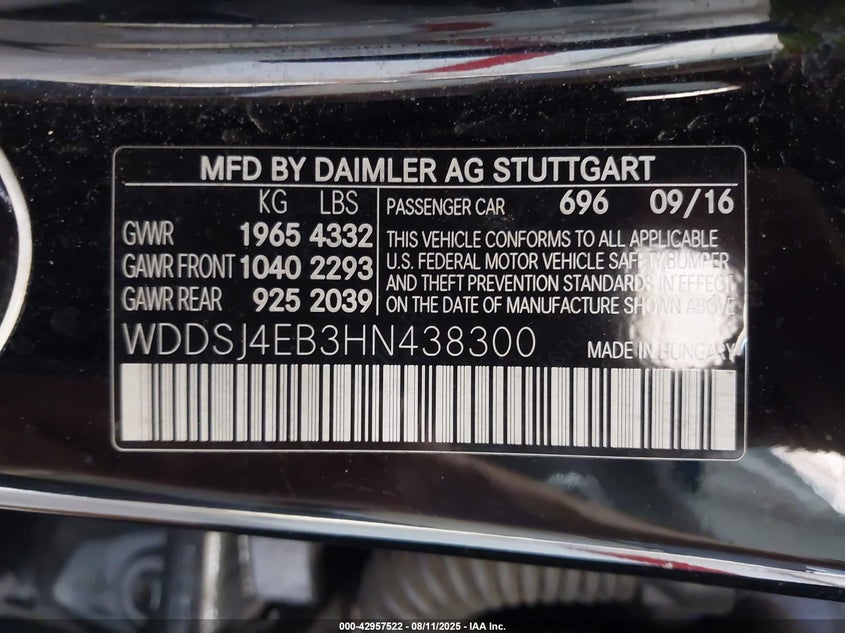 MFD BY DAIMLER AG STUTTGART
KG LBS
GVWR 1965 4332
GAWR FRONT 1040 2293
GAWR REAR 925 2039
PASSENGER CAR 696 09/16
THIS VEHICLE CONFORMS TO ALL APPLICABLE
U.S. FEDERAL MOTOR VEHICLE SAFETY, BUMPER
AND THEFT PREVENTION STANDARDS IN EFFECT
ON THE DATE OF MANUFACTURE SHOWN ABOVE
WDDSJ4EB3HN438300
MADE IN HUNGARY
000-42957522 - 08/11/2025 - IAA Inc.